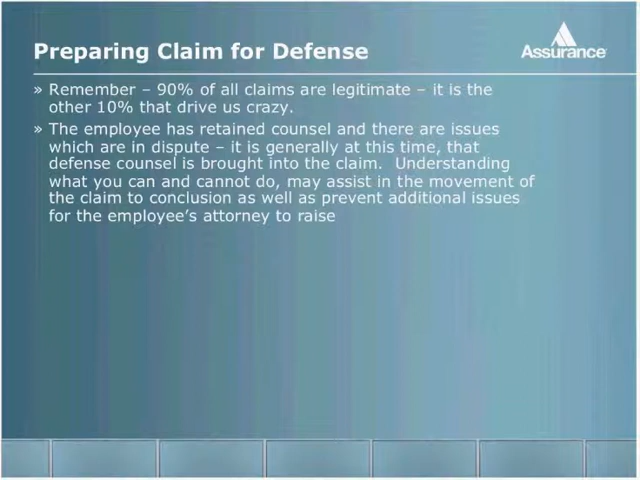 Preparing Claim for Defense
Assurance
» Remember – 90% of all claims are legitimate – it is the
other 10% that drive us crazy.
» The employee has retained counsel and there are issues
which are in dispute – it is generally at this time, that
defense counsel is brought into the claim.  Understanding
what you can and cannot do, may assist in the movement of
the claim to conclusion as well as prevent additional issues
for the employee's attorney to raise